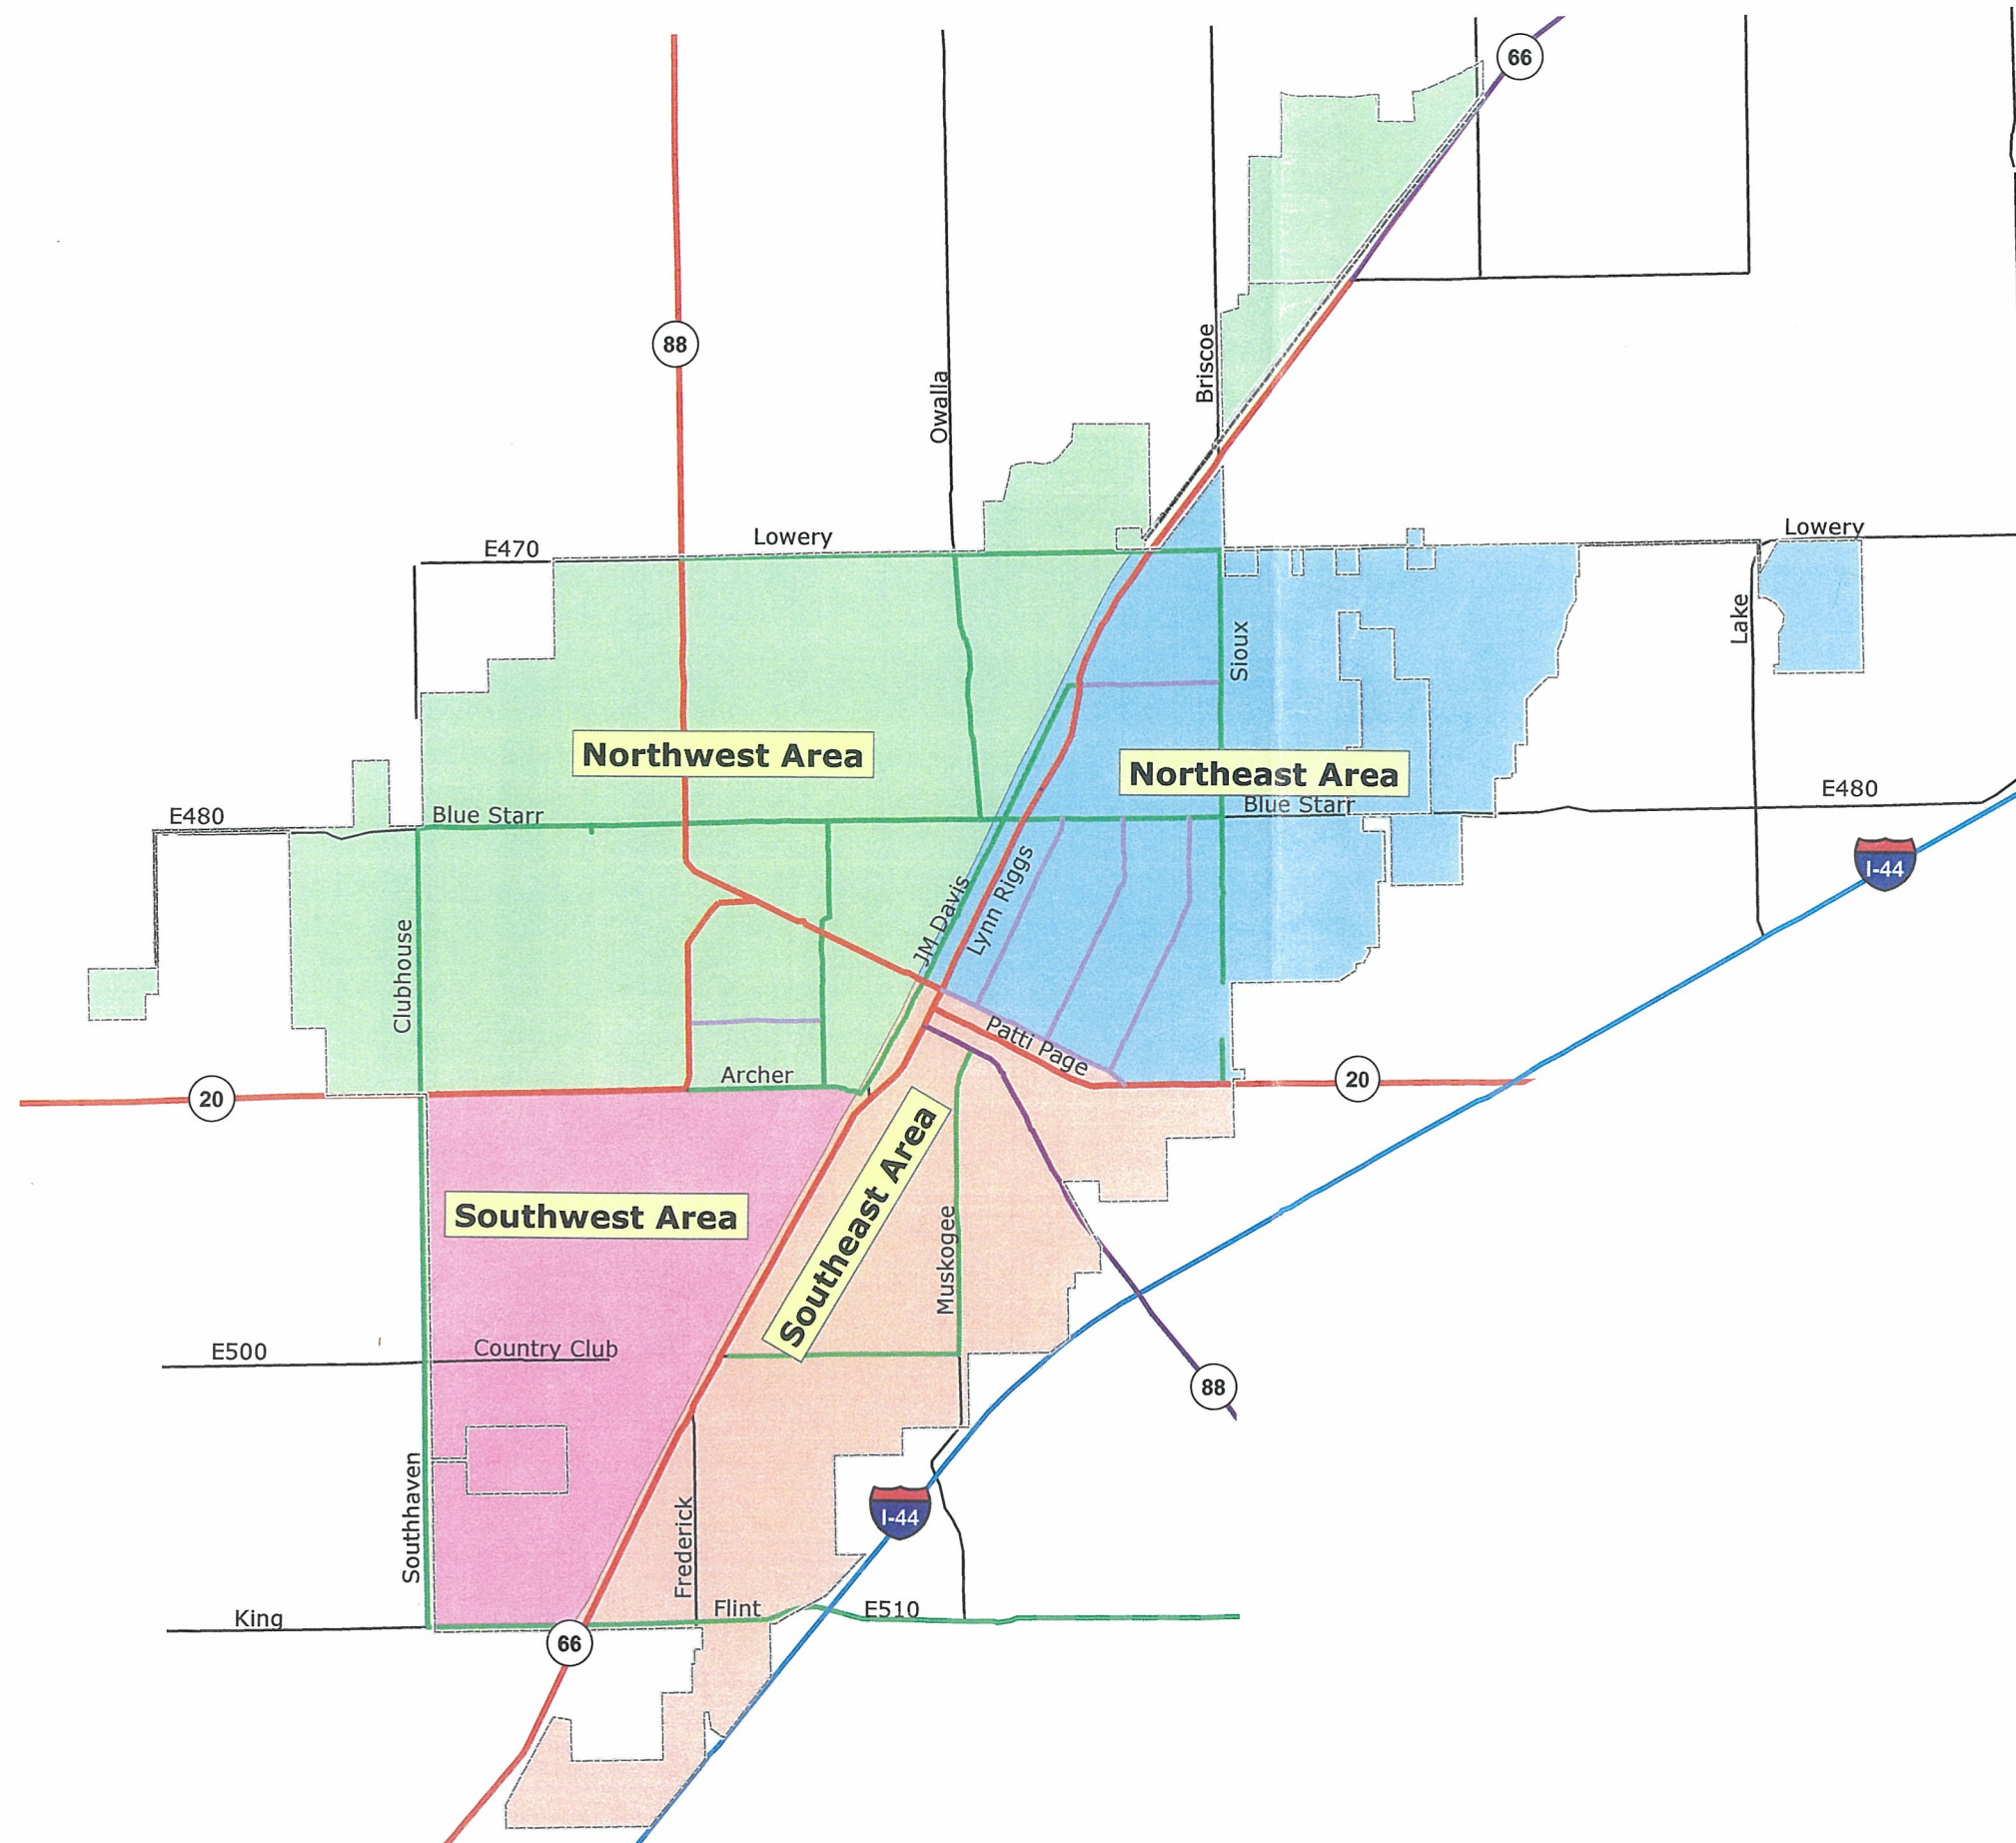 66
88
Briscoe
Owalla
E470
Lowery
Lowery
Lake
Sioux
Northwest Area
Northeast Area
E480
Blue Starr
Blue Starr
E480
I-44
JM Davis
Lynn Riggs
Clubhouse
Patti Page
Archer
20
20
Southwest Area
Southeast Area
Muskogee
E500
Country Club
88
Southhaven
Frederick
I-44
King
Flint
E510
66